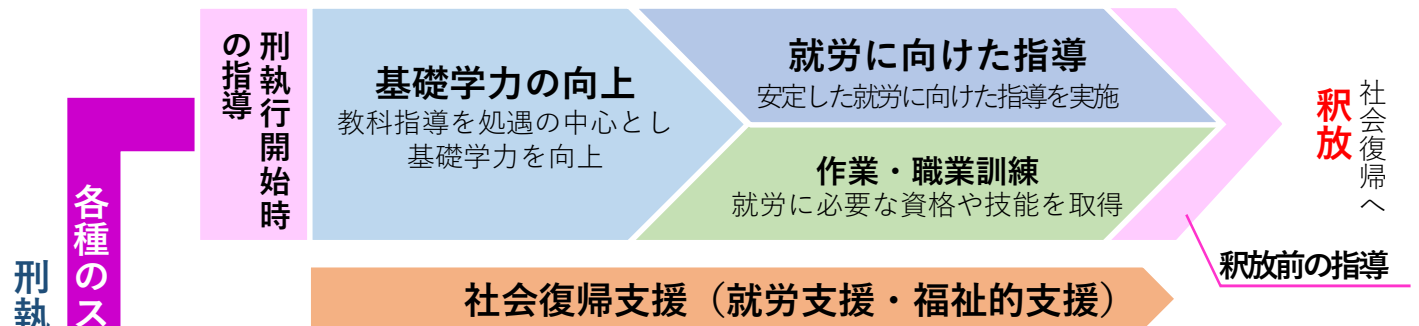 刑執行開始時
の指導
基礎学力の向上
教科指導を処遇の中心とし
基礎学力を向上
就労に向けた指導
安定した就労に向けた指導を実施
作業・職業訓練
就労に必要な資格や技能を取得
社会復帰へ
釈放
釈放前の指導
各種のス
刑執
社会復帰支援（就労支援・福祉的支援）